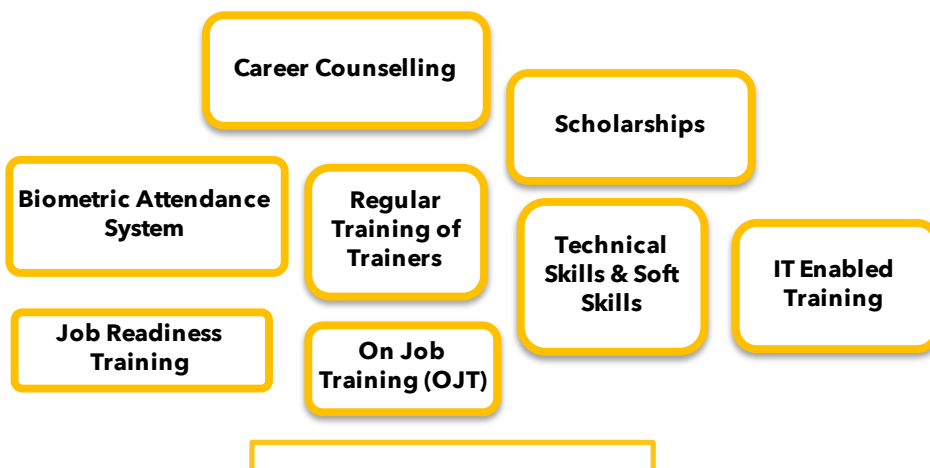 Career Counselling
Scholarships
Biometric Attendance
System
Regular
Training of
Trainers
Technical
Skills & Soft
Skills
IT Enabled
Training
Job Readiness
Training
On Job
Training (OJT)